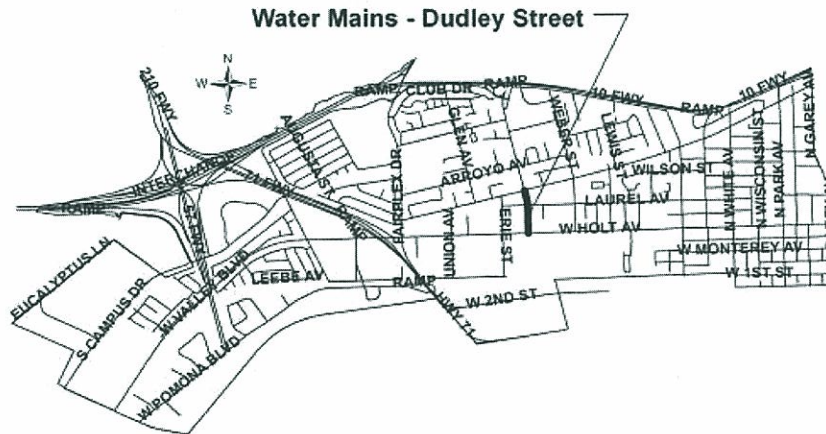 Water Mains - Dudley Street
N
W E
S
210 FWY
RAMP
CLUB DR
RAMP
10 FWY
RAMP
10 FWY
N GAREY AV
AUGUSTA ST
GLEN AV
WEBER ST
LEWIS ST
ARROYO AV
WILSON ST
N WHITE AV
N WISCONSIN ST
N PARK AV
INTERCHANGE
71 FWY
FAIRPLEX DR
LAUREL AV
RAMP
UNION AV
ERIE ST
W HOLT AV
EUCALYPTUS LN
W MONTEREY AV
S CAMPUS DR
W VALLEY BLVD
RAMP
W 1ST ST
W 2ND ST
HWY 71
W POMONA BLVD